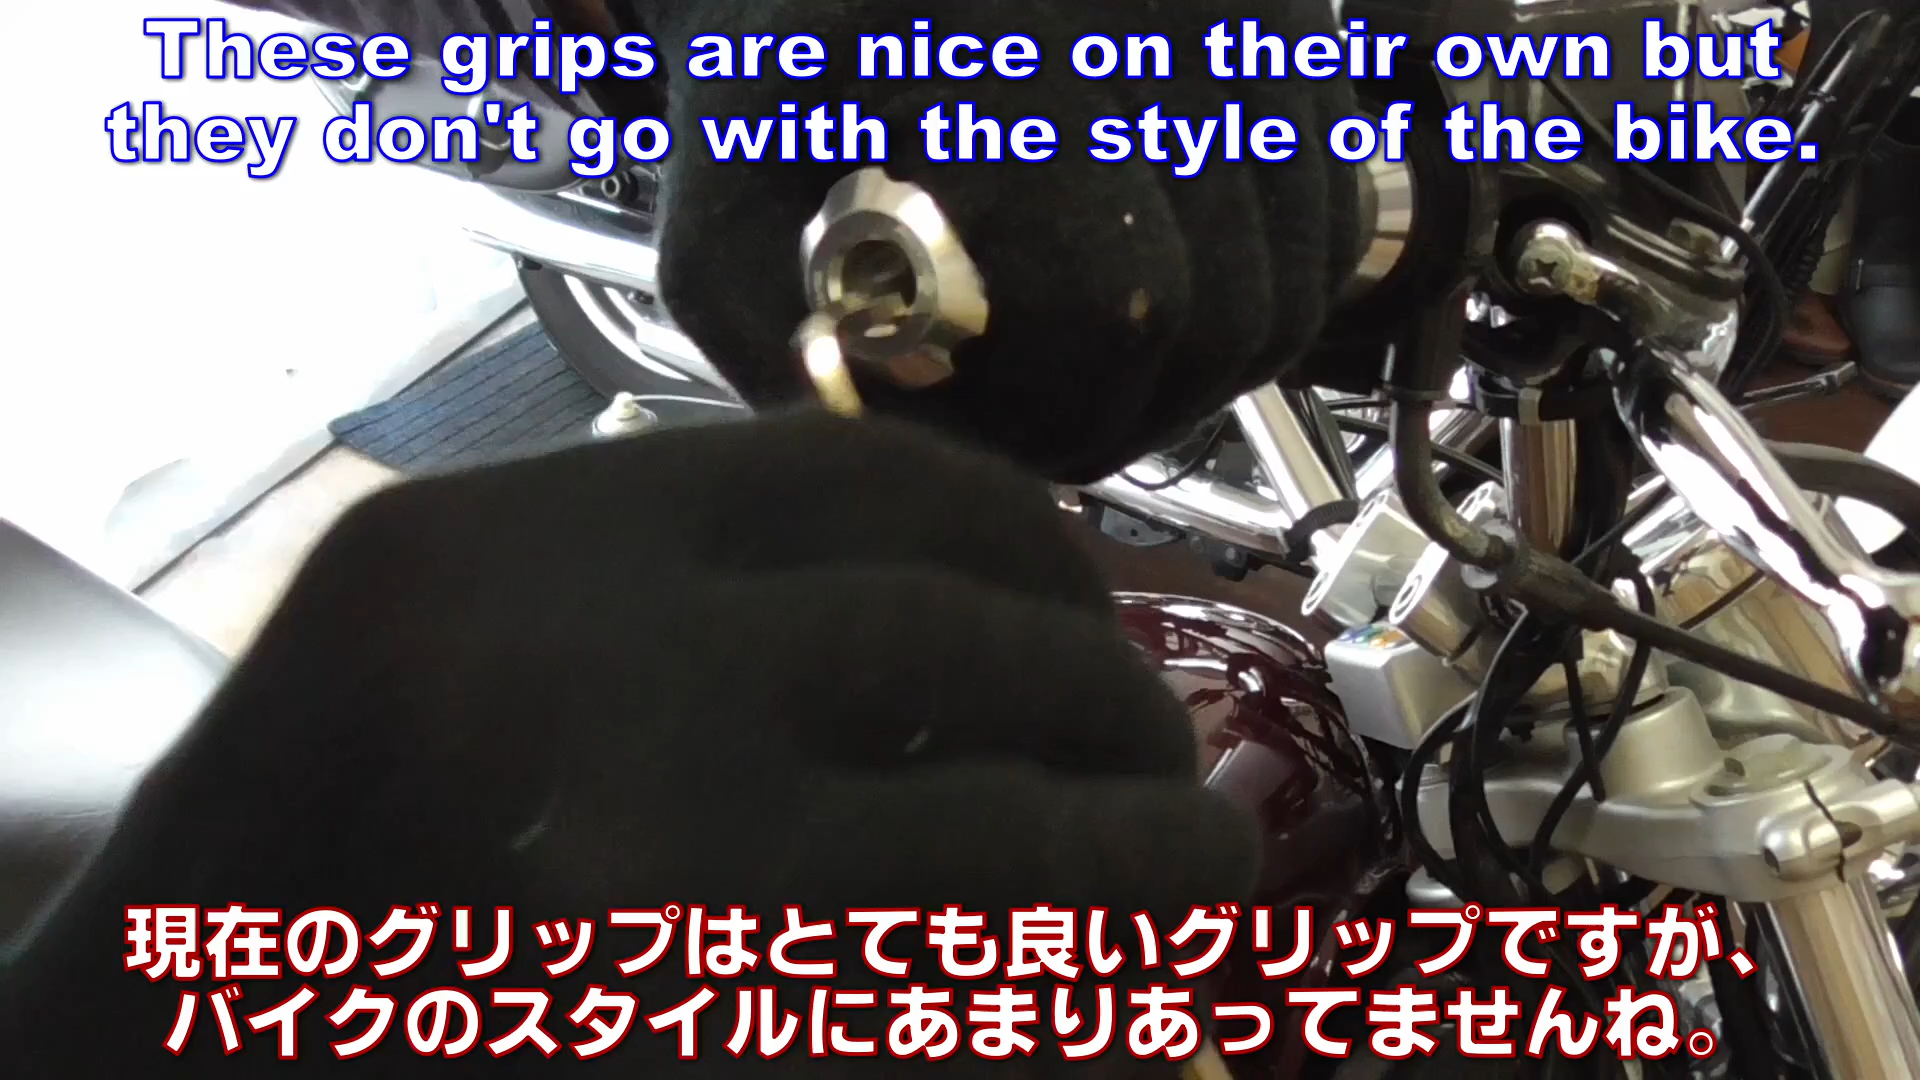 These grips are nice on their own but
they don't go with the style of the bike.
現在のグリップはとても良いグリップですが、
バイクのスタイルにあまりあってませんね。